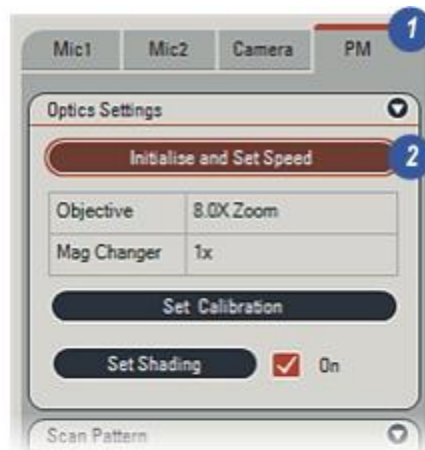 1
Mic1 Mic2 Camera PM
Optics Settings
Initialise and Set Speed 2
Objective 8.0X Zoom
Mag Changer 1x
Set Calibration
Set Shading On
Scan Pattern